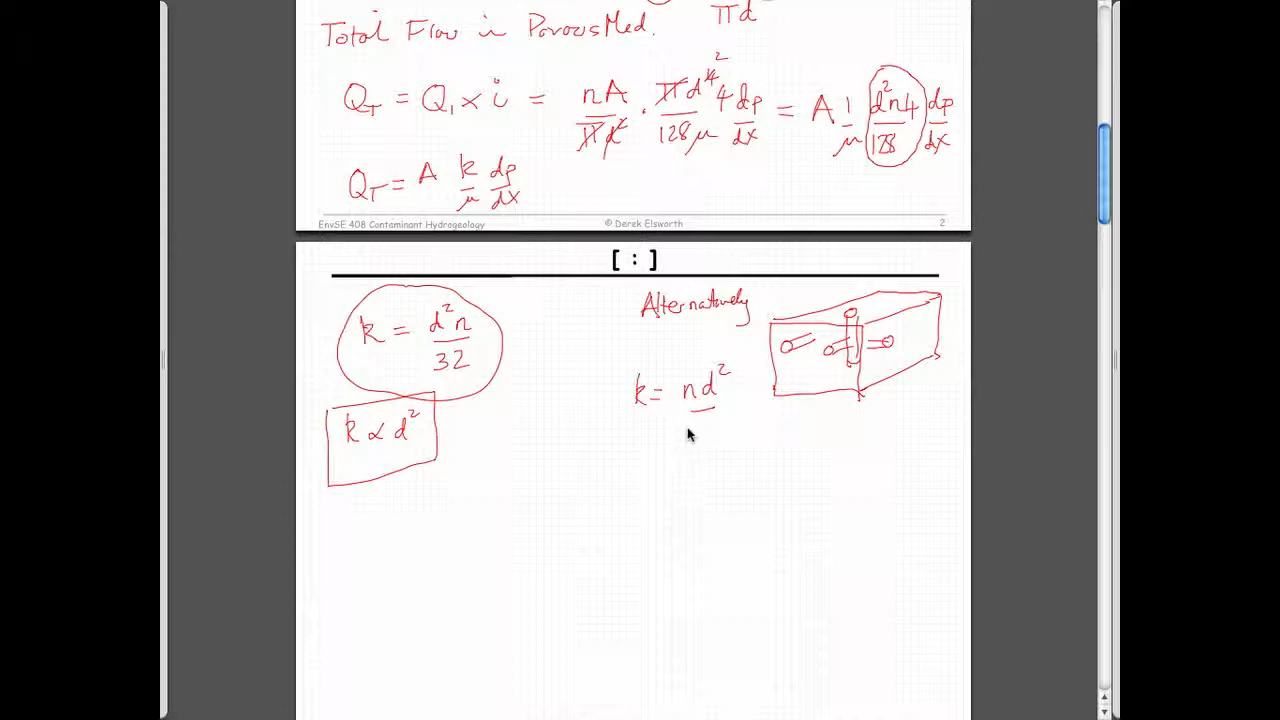 πd
Total Flow in Porous Med.
Q_T = Q_1 × i = nA/πd² · πd⁴ 2 4/128μ dp/dx = A 1/μ d²n4/128 dp/dx
Q_T = A k/μ dp/dx
EnvSE 408 Contaminant Hydrogeology © Derek Elsworth 2
[ : ]
Alternatively
k = d²n/32
k = nd²
k ∝ d²